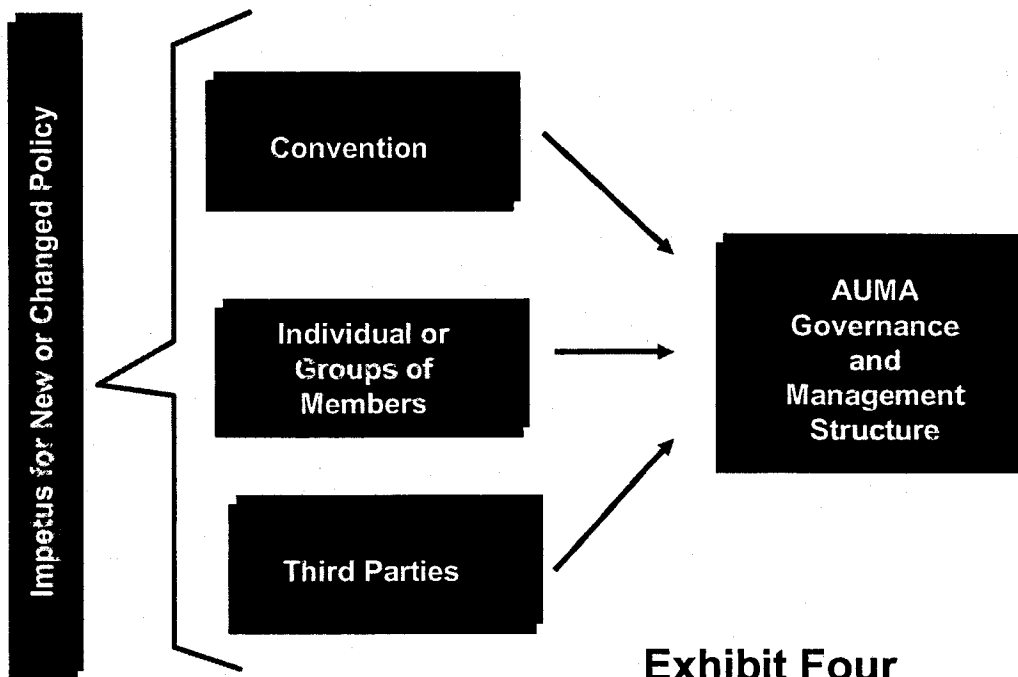 Impetus for New or Changed Policy
Convention
Individual or
Groups of
Members
Third Parties
AUMA
Governance
and
Management
Structure
Exhibit Four